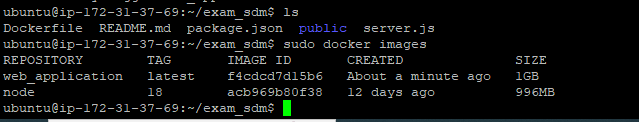 ubuntu@ip-172-31-37-69:~/exam_sdm$ ls
Dockerfile  README.md  package.json  public  server.js
ubuntu@ip-172-31-37-69:~/exam_sdm$ sudo docker images
REPOSITORY        TAG       IMAGE ID       CREATED              SIZE
web_application   latest    f4cdcd7d15b6   About a minute ago   1GB
node              18        acb969b80f38   12 days ago          996MB
ubuntu@ip-172-31-37-69:~/exam_sdm$